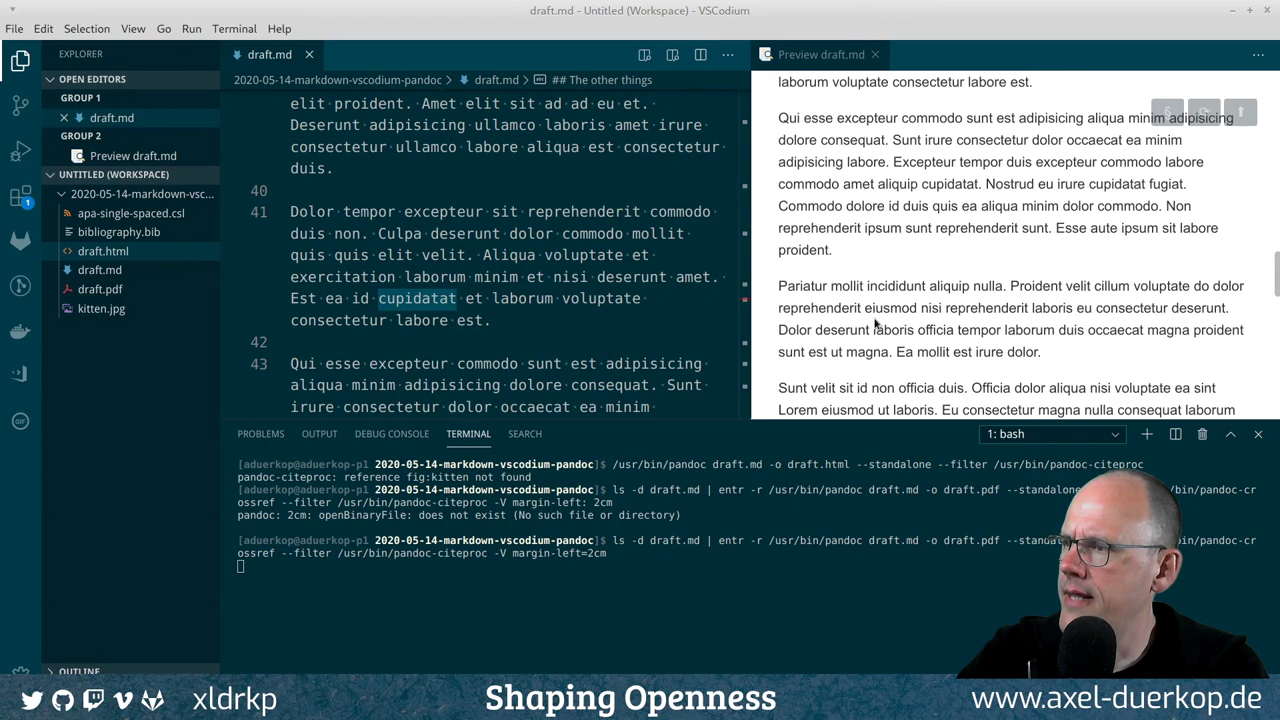 draft.md - Untitled (Workspace) - VSCodium
File Edit Selection View Go Run Terminal Help
EXPLORER
OPEN EDITORS
GROUP 1
draft.md
GROUP 2
Preview draft.md
UNTITLED (WORKSPACE)
2020-05-14-markdown-vsc...
apa-single-spaced.csl
bibliography.bib
draft.html
draft.md
draft.pdf
kitten.jpg
OUTLINE
1
draft.md
2020-05-14-markdown-vscodium-pandoc > draft.md > ## The other things
elit proident. Amet elit sit ad ad eu et.
Deserunt adipisicing ullamco laboris amet irure
consectetur ullamco labore aliqua est consectetur
duis.
40
41 Dolor tempor excepteur sit reprehenderit commodo
duis non. Culpa deserunt dolor commodo mollit
quis quis elit velit. Aliqua voluptate et
exercitation laborum minim et nisi deserunt amet.
Est ea id cupidatat et laborum voluptate
consectetur labore est.
42
43 Qui esse excepteur commodo sunt est adipisicing
aliqua minim adipisicing dolore consequat. Sunt
irure consectetur dolor occaecat ea minim
Preview draft.md
laborum voluptate consectetur labore est.
Qui esse excepteur commodo sunt est adipisicing aliqua minim adipisicing
dolore consequat. Sunt irure consectetur dolor occaecat ea minim
adipisicing labore. Excepteur tempor duis excepteur commodo labore
commodo amet aliquip cupidatat. Nostrud eu irure cupidatat fugiat.
Commodo dolore id duis quis ea aliqua minim dolor commodo. Non
reprehenderit ipsum sunt reprehenderit sunt. Esse aute ipsum sit labore
proident.
Pariatur mollit incididunt aliquip nulla. Proident velit cillum voluptate do dolor
reprehenderit eiusmod nisi reprehenderit laboris eu consectetur deserunt.
Dolor deserunt laboris officia tempor laborum duis occaecat magna proident
sunt est ut magna. Ea mollit est irure dolor.
Sunt velit sit id non officia duis. Officia dolor aliqua nisi voluptate ea sint
Lorem eiusmod ut laboris. Eu consectetur magna nulla consequat laborum
PROBLEMS OUTPUT DEBUG CONSOLE TERMINAL SEARCH
1: bash
[aduerkop@aduerkop-p1 2020-05-14-markdown-vscodium-pandoc]$ /usr/bin/pandoc draft.md -o draft.html --standalone --filter /usr/bin/pandoc-citeproc
pandoc-citeproc: reference fig:kitten not found
[aduerkop@aduerkop-p1 2020-05-14-markdown-vscodium-pandoc]$ ls -d draft.md | entr -r /usr/bin/pandoc draft.md -o draft.pdf --standalone bin/pandoc-cr
ossref --filter /usr/bin/pandoc-citeproc -V margin-left: 2cm
pandoc: 2cm: openBinaryFile: does not exist (No such file or directory)
[aduerkop@aduerkop-p1 2020-05-14-markdown-vscodium-pandoc]$ ls -d draft.md | entr -r /usr/bin/pandoc draft.md -o draft.pdf bin/pandoc-cr
ossref --filter /usr/bin/pandoc-citeproc -V margin-left=2cm
xldrkp
Shaping Openness
www.axel-duerkop.de